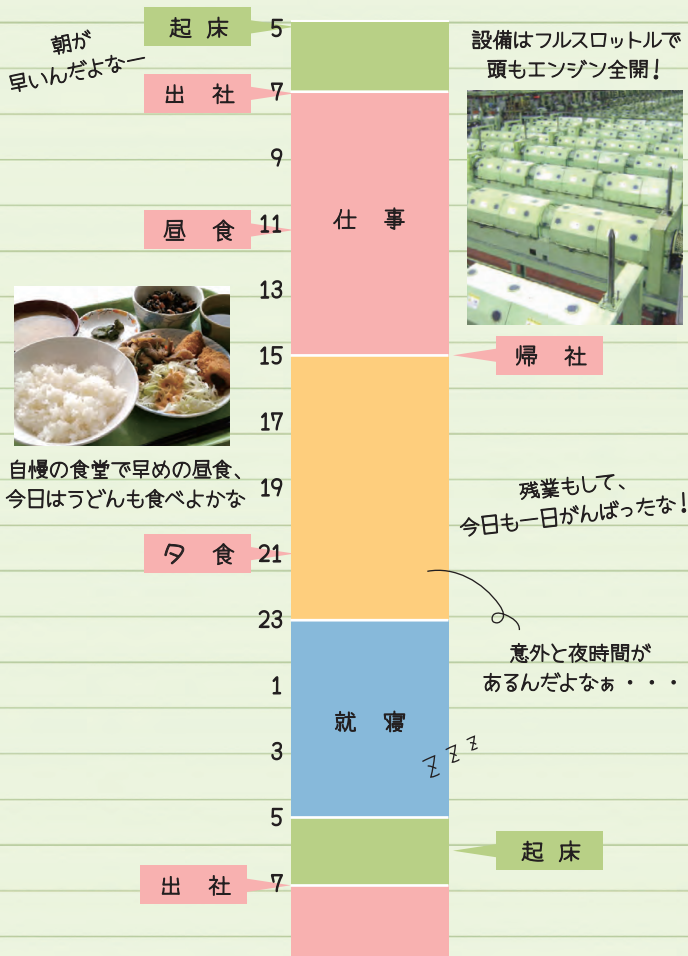 起床
5
朝が
早いんだよなー
設備はフルスロットルで
頭もエンジン全開！
出社
7
9
仕事
昼食
11
13
15
帰社
17
自慢の食堂で早めの昼食、
今日はうどんも食べよかな
19
残業もして、
今日も一日がんばったな！
夕食
21
23
意外と夜時間が
あるんだよなぁ・・・
1
就寝
3
zzz
5
起床
出社
7